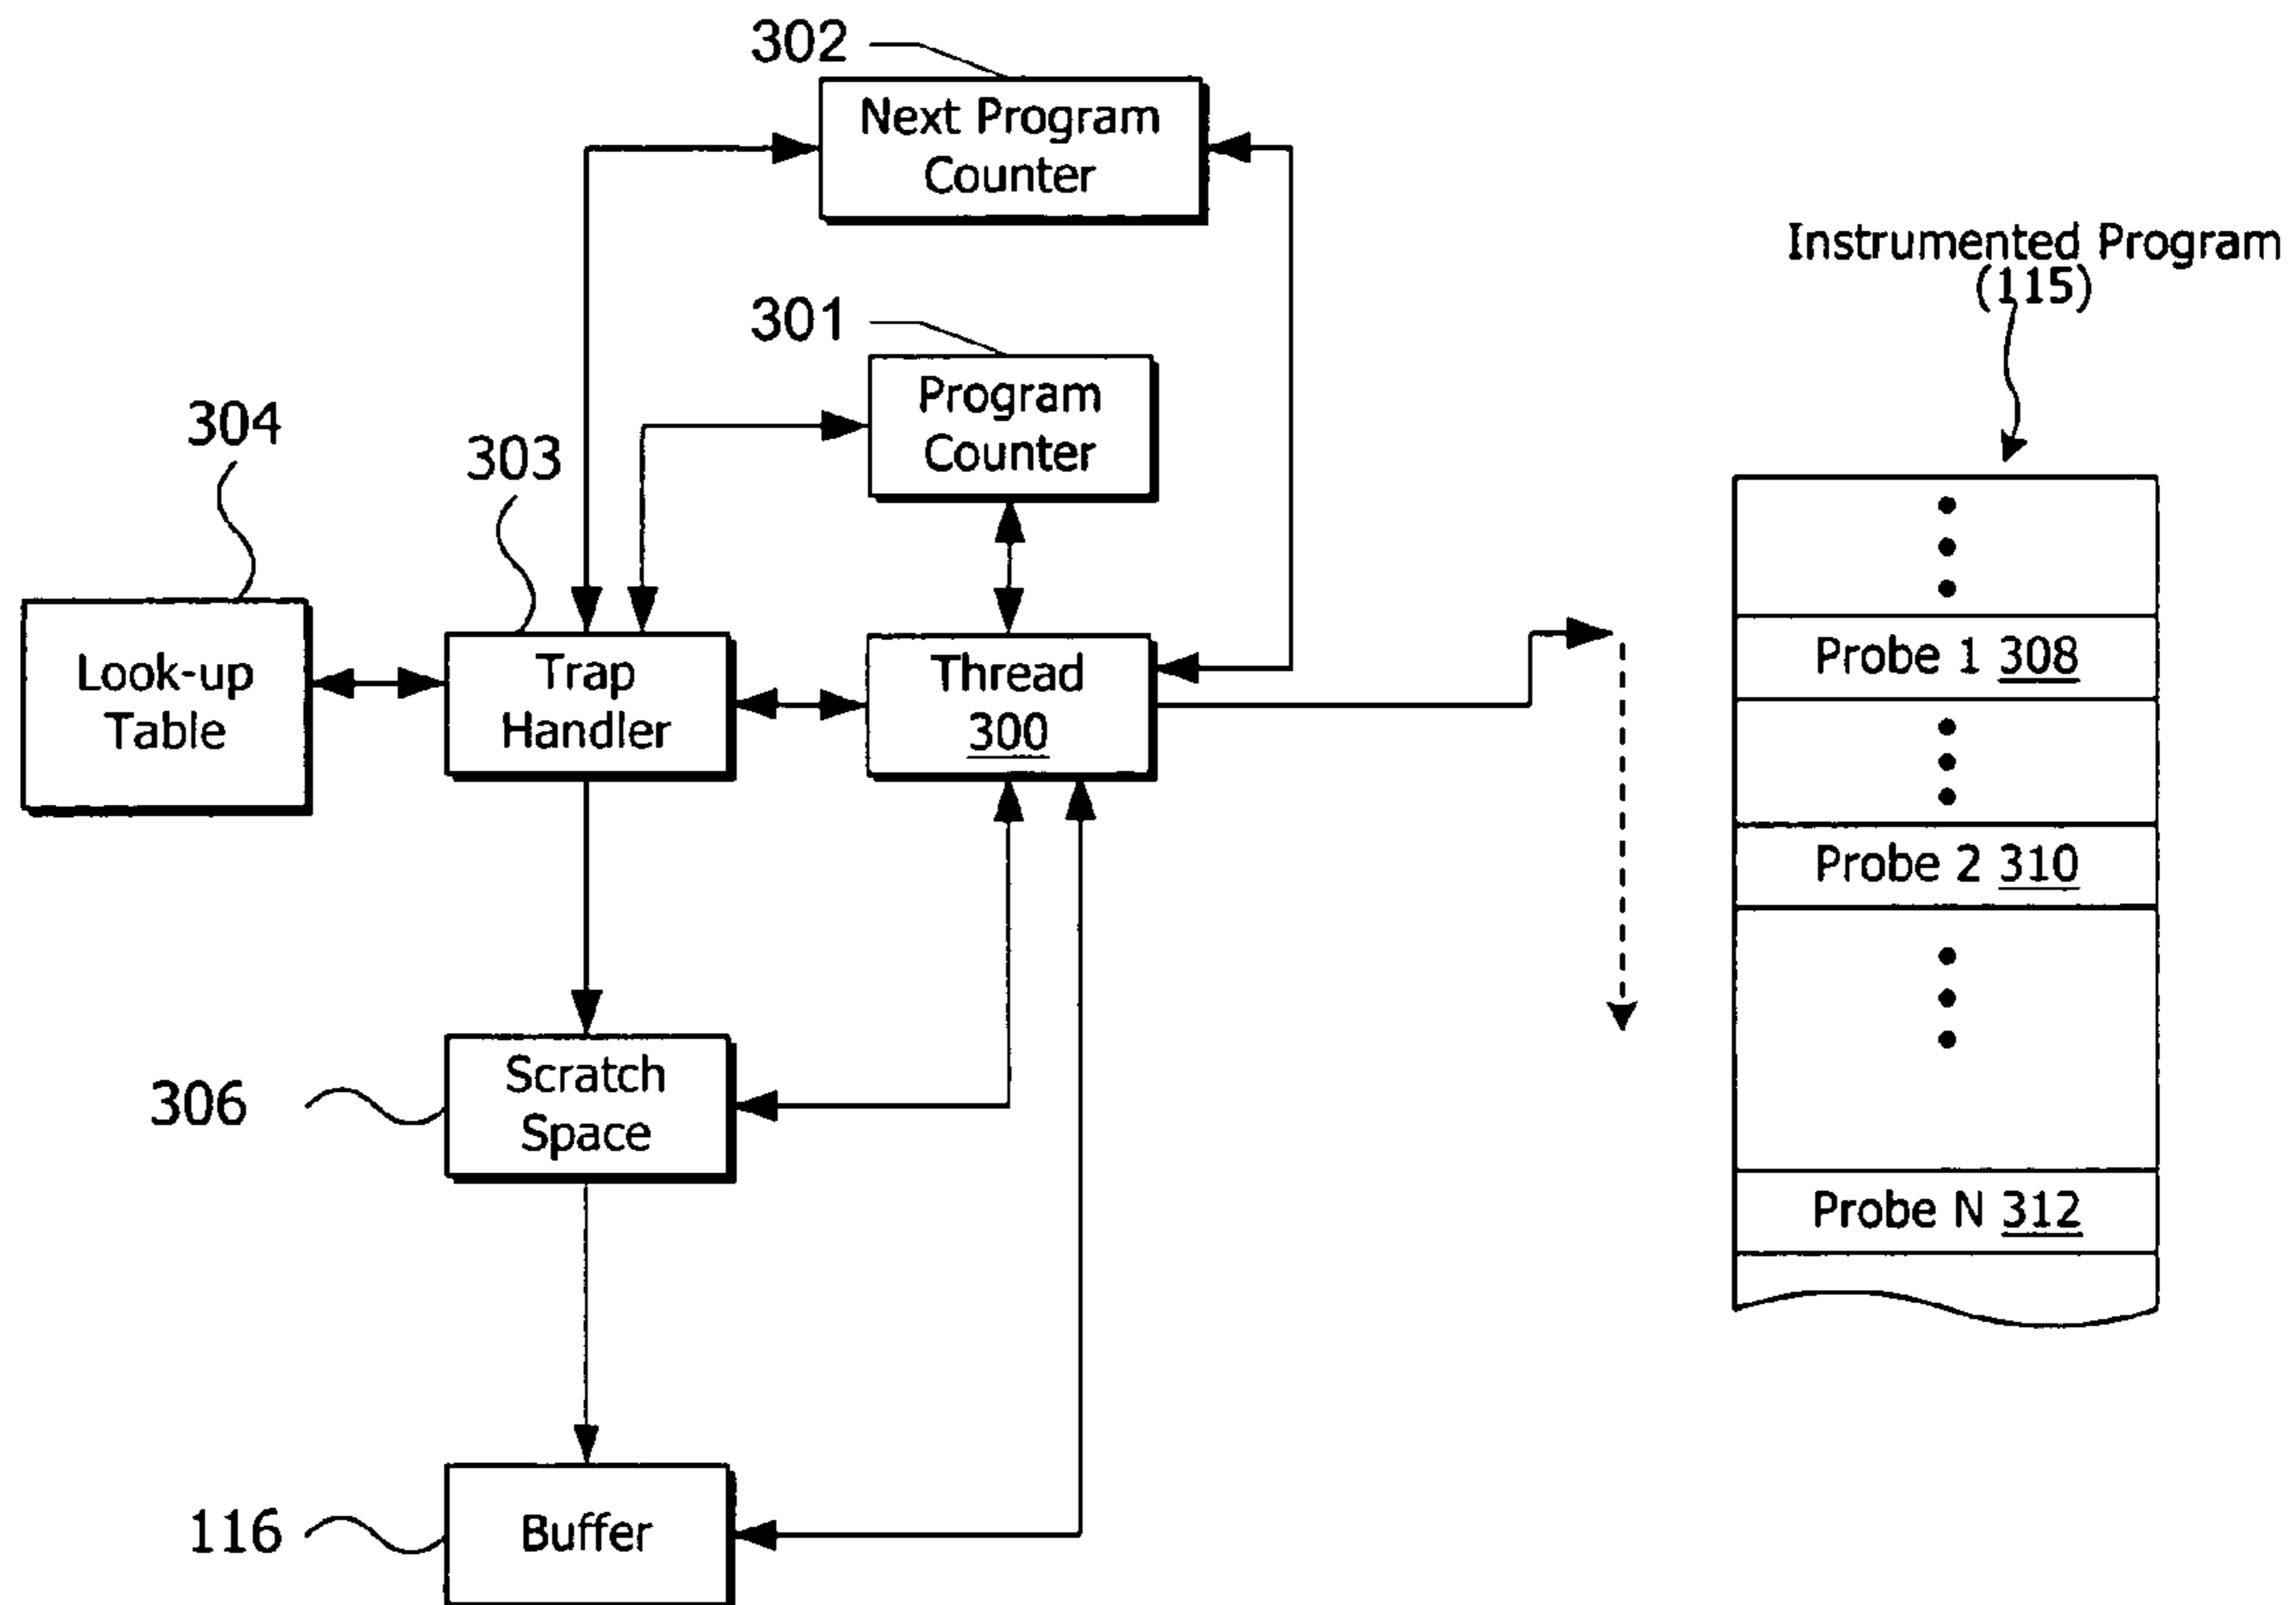 302
Next Program
Counter
Instrumented Program
(115)
301
Program
Counter
304
303
Look-up
Table
Trap
Handler
Thread
300
Probe 1 308
Probe 2 310
306
Scratch
Space
Probe N 312
116
Buffer